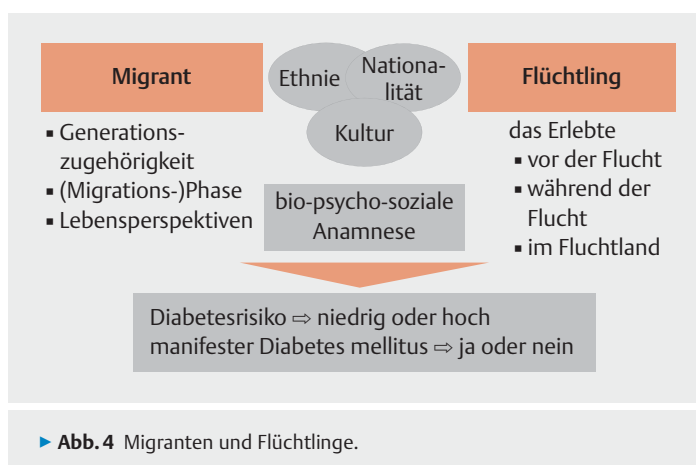 Migrant
Ethnie
Nationa-
lität
Kultur
Flüchtling
▪ Generations-
zugehörigkeit
▪ (Migrations-)Phase
▪ Lebensperspektiven
bio-psycho-soziale
Anamnese
das Erlebte
▪ vor der Flucht
▪ während der
Flucht
▪ im Fluchtland
Diabetesrisiko ⇨ niedrig oder hoch
manifester Diabetes mellitus ⇨ ja oder nein
▶ Abb. 4 Migranten und Flüchtlinge.